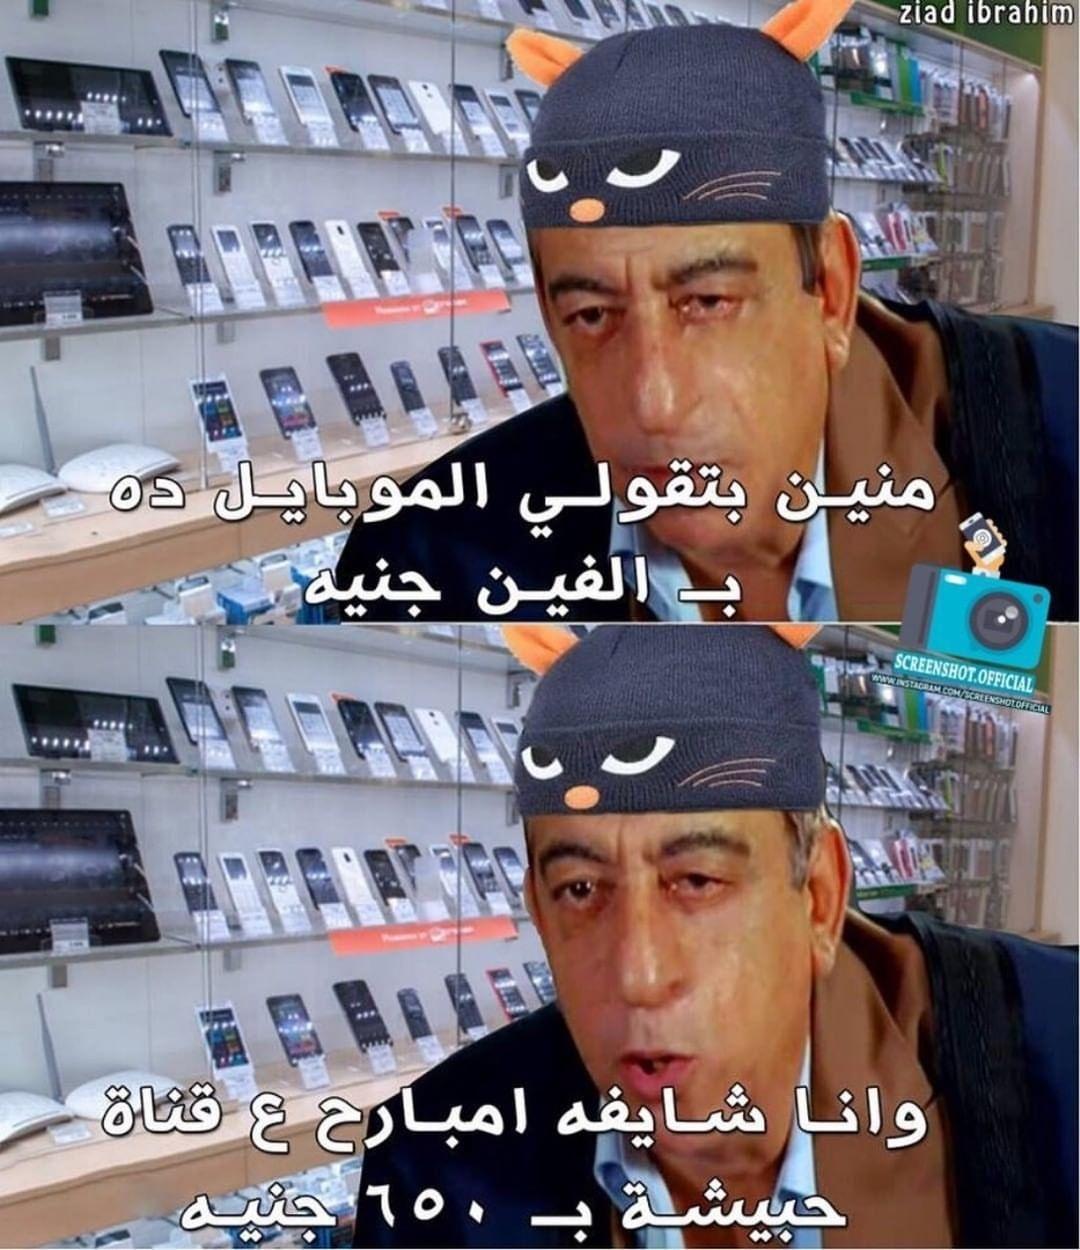 ziad ibrahim
منين بتقولي الموبايل ده
بـ الفين جنيه
SCREENSHOT.OFFICIAL
WWW.INSTAGRAM.COM/SCREENSHOT.OFFICIAL
وانا شايفه امبارح ع قناة
حبيشة بـ ٦٥٠ جنيه